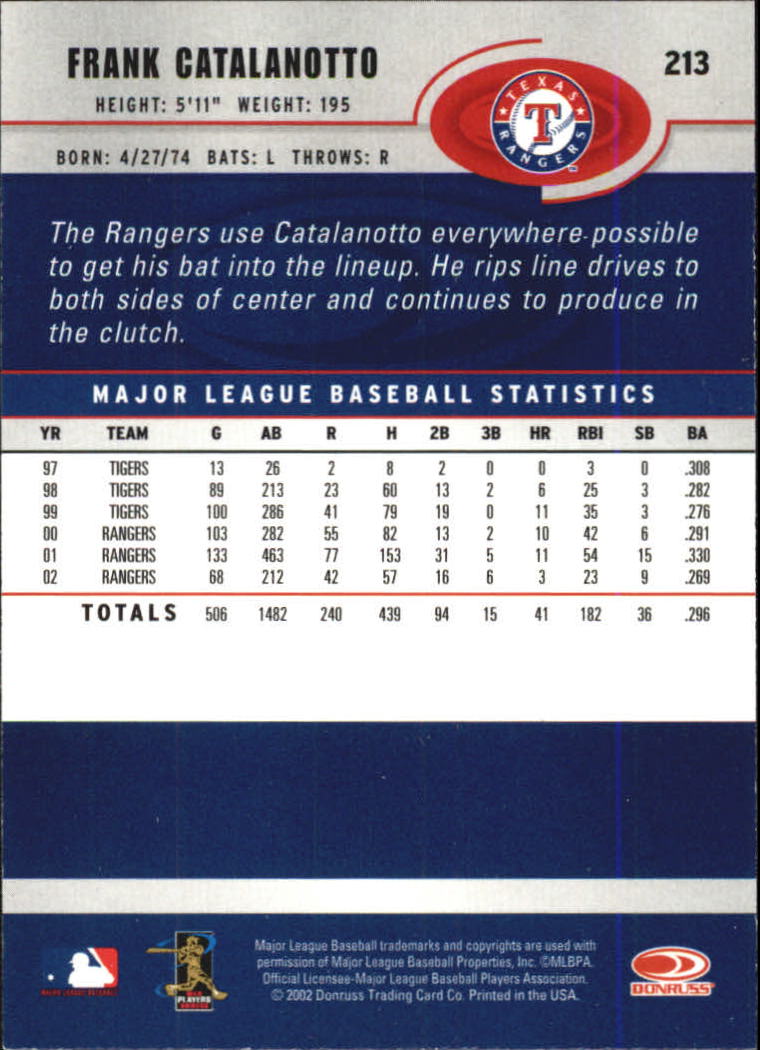 FRANK CATALANOTTO
213
HEIGHT: 5'11" WEIGHT: 195
TEXAS RANGERS
T
BORN: 4/27/74 BATS: L THROWS: R
The Rangers use Catalanotto everywhere possible
to get his bat into the lineup. He rips line drives to
both sides of center and continues to produce in
the clutch.
MAJOR LEAGUE BASEBALL STATISTICS
YR TEAM G AB R H 2B 3B HR RBI SB BA
97 TIGERS 13 26 2 8 2 0 0 3 0 .308
98 TIGERS 89 213 23 60 13 2 6 25 3 .282
99 TIGERS 100 286 41 79 19 0 11 35 3 .276
00 RANGERS 103 282 55 82 13 2 10 42 6 .291
01 RANGERS 133 463 77 153 31 5 11 54 15 .330
02 RANGERS 68 212 42 57 16 6 3 23 9 .269
TOTALS 506 1482 240 439 94 15 41 182 36 .296
Major League Baseball trademarks and copyrights are used with
permission of Major League Baseball Properties, Inc. ©MLBPA.
Official Licensee-Major League Baseball Players Association.
© 2002 Donruss Trading Card Co. Printed in the USA.
MAJOR LEAGUE BASEBALL
PLAYERS
CHOICE
DONRUSS